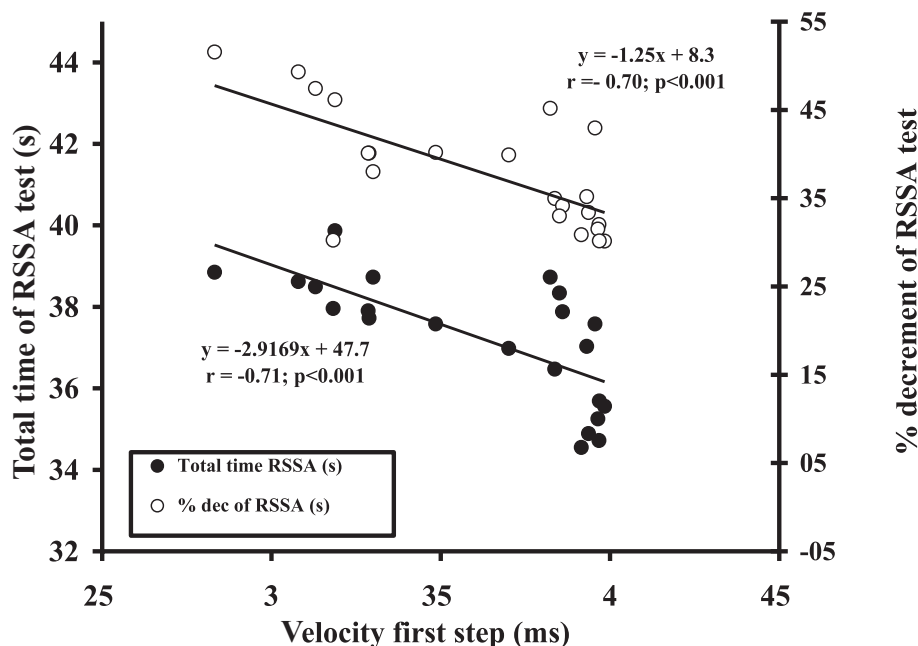 44
42
40
38
36
34
32
Total time of RSSA test (s)
55
45
35
25
15
05
-05
% decrement of RSSA test
y = -1.25x + 8.3
r =- 0.70; p<0.001
y = -2.9169x + 47.7
r = -0.71; p<0.001
Total time RSSA (s)
% dec of RSSA (s)
25 3 35 4 45
Velocity first step (ms)